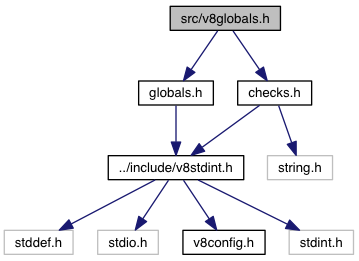 src/v8globals.h
globals.h
checks.h
../include/v8stdint.h
string.h
stddef.h
stdio.h
v8config.h
stdint.h